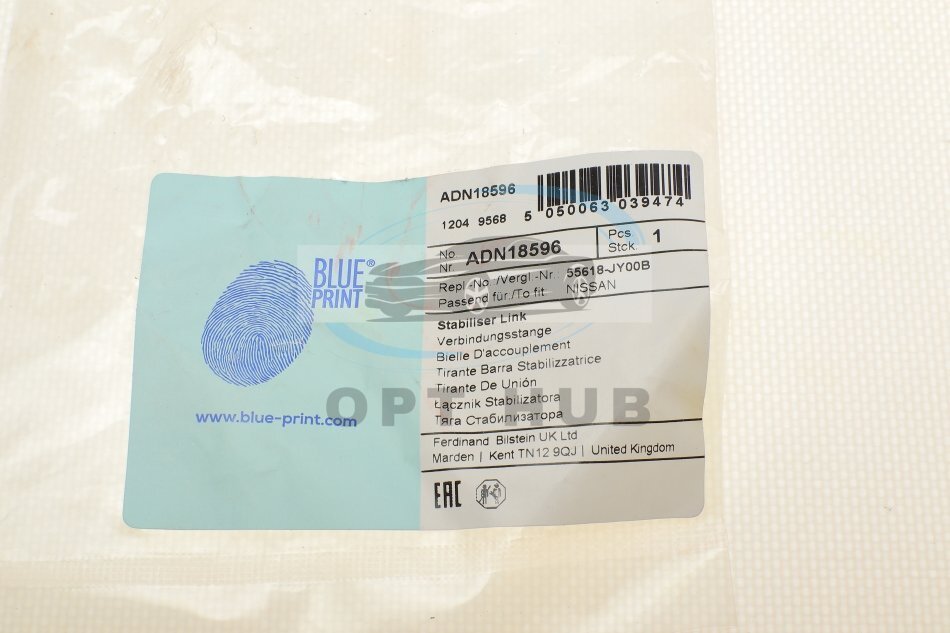 ADN18596
1204 9568
5 050063 039474
No.
Nr. ADN18596
Pcs.
Stck. 1
Repl.-No.:/Vergl.-Nr.: 55618-JY00B
Passend für:/To fit: NISSAN
BLUE®
PRINT
Stabiliser Link
Verbindungsstange
Bielle D'accouplement
Tirante Barra Stabilizzatrice
Tirante De Unión
Łącznik Stabilizatora
Тяга Стабилизатора
OPT HUB
www.blue-print.com
Ferdinand Bilstein UK Ltd
Marden | Kent TN12 9QJ | United Kingdom
EAC